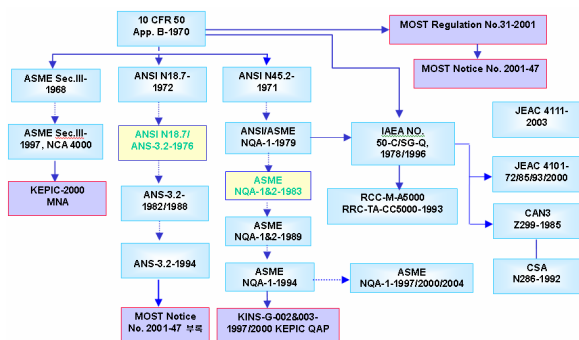 10 CFR 50
App. B-1970
MOST Regulation No.31-2001
MOST Notice No. 2001-47
ASME Sec.III-
1968
ANSI N18.7-
1972
ANSI N45.2-
1971
JEAC 4111-
2003
ASME Sec.III-
1997, NCA 4000
ANSI N18.7/
ANS-3.2-1976
ANSI/ASME
NQA-1-1979
IAEA NO.
50-C/SG-Q,
1978/1996
JEAC 4101-
72/85/93/2000
KEPIC-2000
MNA
ANS-3.2-
1982/1988
ASME
NQA-1&2-1983
RCC-M-A5000
RRC-TA-CC5000-1993
CAN3
Z299-1985
ASME
NQA-1&2-1989
ANS-3.2-1994
ASME
NQA-1-1994
ASME
NQA-1-1997/2000/2004
CSA
N286-1992
MOST Notice
No. 2001-47 부록
KINS-G-002&003-
1997/2000 KEPIC QAP